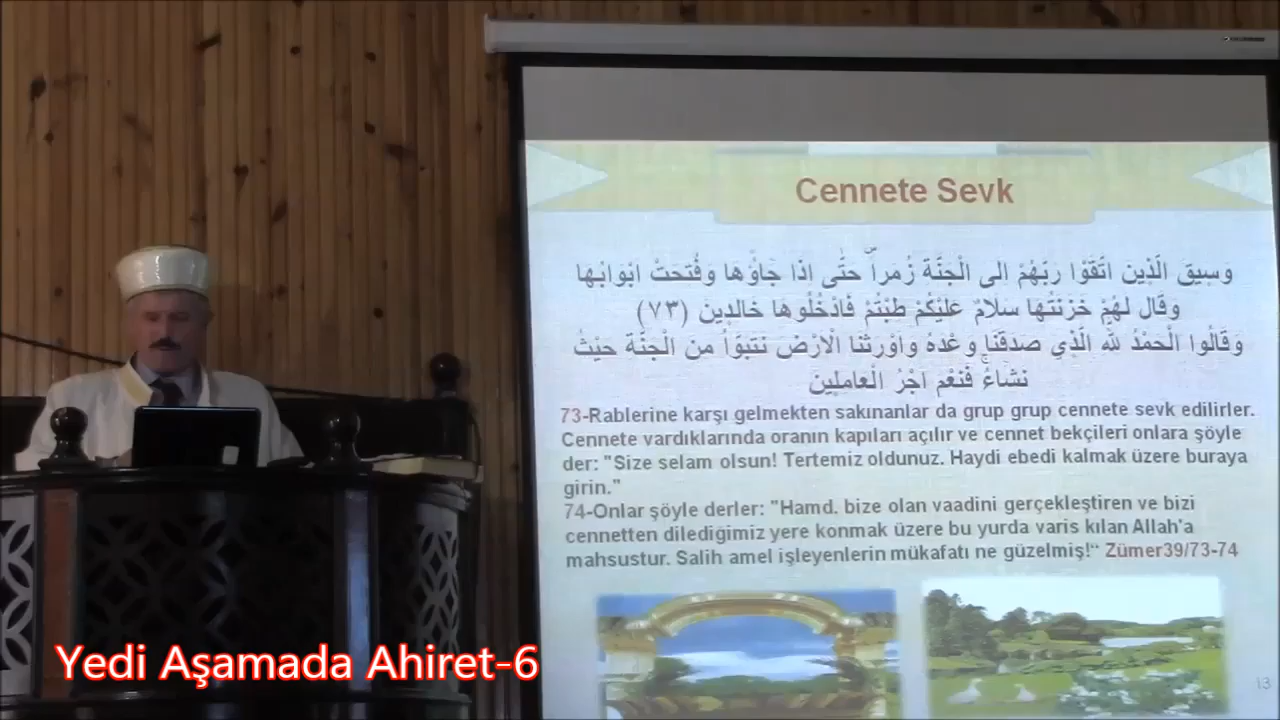 Cennete Sevk
وَسِيقَ الَّذِينَ اتَّقَوْا رَبَّهُمْ اِلَى الْجَنَّةِ زُمَراًۜ حَتّٰٓى اِذَا جَٓاؤُ۫هَا وَفُتِحَتْ اَبْوَابُهَا
وَقَالَ لَهُمْ خَزَنَتُهَا سَلَامٌ عَلَيْكُمْ طِبْتُمْ فَادْخُلُوهَا خَالِدِينَ (٧٣)
وَقَالُوا الْحَمْدُ لِلّٰهِ الَّذِي صَدَقَنَا وَعْدَهُ وَاَوْرَثَنَا الْاَرْضَ نَتَبَوَّاُ مِنَ الْجَنَّةِ حَيْثُ
نَشَٓاءُۚ فَنِعْمَ اَجْرُ الْعَامِلِينَ
73-Rablerine karşı gelmekten sakınanlar da grup grup cennete sevk edilirler.
Cennete vardıklarında oranın kapıları açılır ve cennet bekçileri onlara şöyle
der: "Size selam olsun! Tertemiz oldunuz. Haydi ebedi kalmak üzere buraya
girin."
74-Onlar şöyle derler: "Hamd. bize olan vaadini gerçekleştiren ve bizi
cennetten dilediğimiz yere konmak üzere bu yurda varis kılan Allah'a
mahsustur. Salih amel işleyenlerin mükafatı ne güzelmiş!“ Zümer39/73-74
13
Yedi Aşamada Ahiret-6